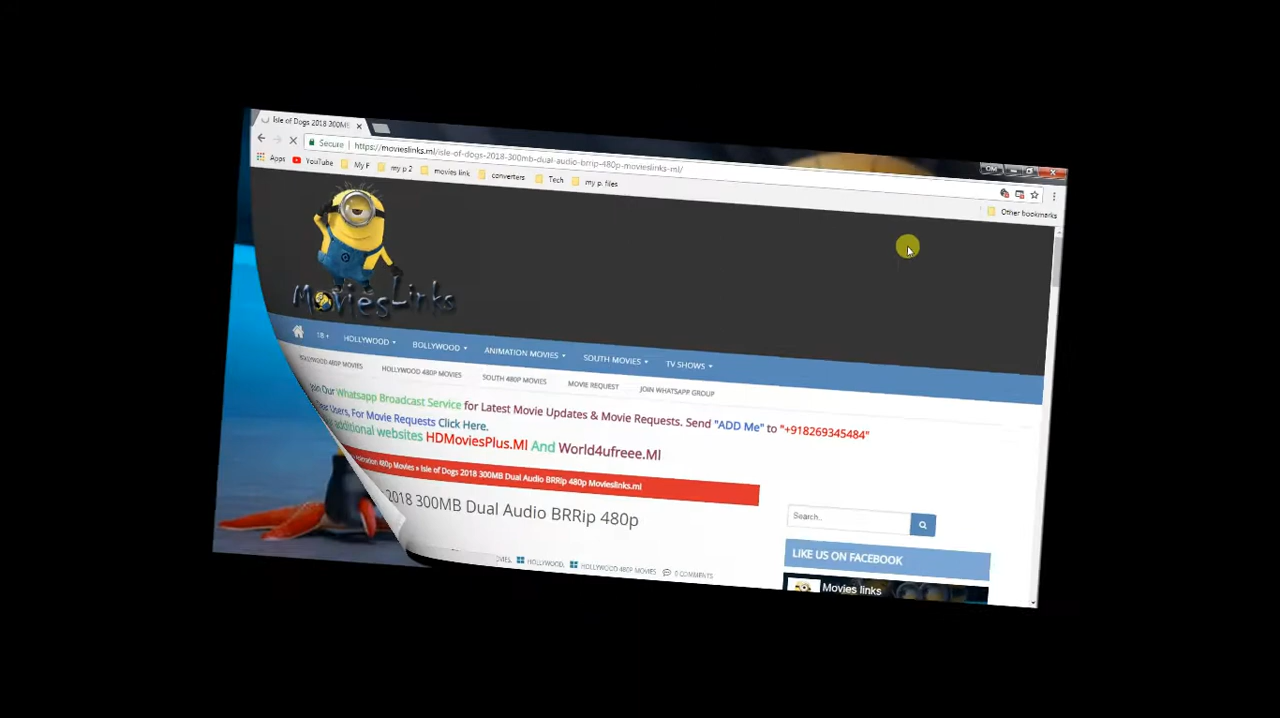 Isle of Dogs 2018 300M
Secure | https://movieslinks.ml/isle-of-dogs-2018-300mb-dual-audio-brrip-480p-movieslinks-ml/
Apps YouTube My F my p 2 movies link converters Tech my p. files
Other bookmarks
MoviesLinks
18 HOLLYWOOD BOLLYWOOD ANIMATION MOVIES SOUTH MOVIES TV SHOWS
480P MOVIES HOLLYWOOD 480P MOVIES SOUTH 480P MOVIES MOVIE REQUEST JOIN WHATSAPP GROUP
Join Our Whatsapp Broadcast Service for Latest Movie Updates & Movie Requests. Send "ADD Me" to "+918269345484"
Users, For Movie Requests Click Here.
additional websites HDMoviesPlus.Ml And World4ufreee.Ml
480p Movies » Isle of Dogs 2018 300MB Dual Audio BRRip 480p Movieslinks.ml
2018 300MB Dual Audio BRRip 480p
HOLLYWOOD, HOLLYWOOD 480P MOVIES 0 COMMENTS
Search..
LIKE US ON FACEBOOK
Movies links